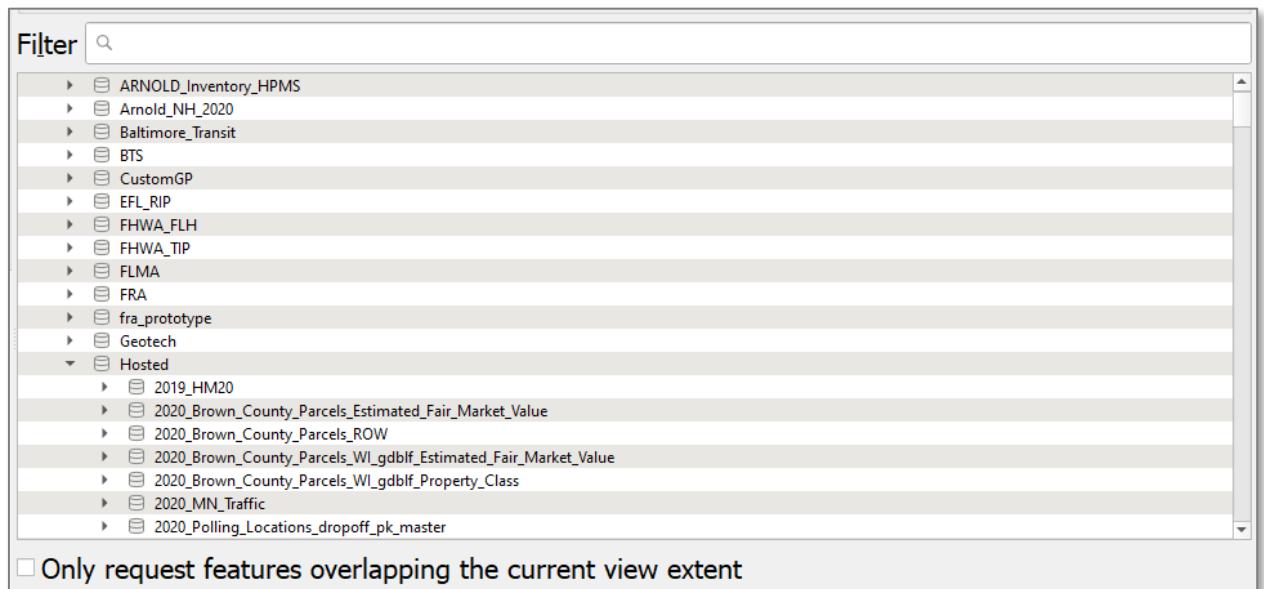 Filter
ARNOLD_Inventory_HPMS
Arnold_NH_2020
Baltimore_Transit
BTS
CustomGP
EFL_RIP
FHWA_FLH
FHWA_TIP
FLMA
FRA
fra_prototype
Geotech
Hosted
2019_HM20
2020_Brown_County_Parcels_Estimated_Fair_Market_Value
2020_Brown_County_Parcels_ROW
2020_Brown_County_Parcels_WI_gdblf_Estimated_Fair_Market_Value
2020_Brown_County_Parcels_WI_gdblf_Property_Class
2020_MN_Traffic
2020_Polling_Locations_dropoff_pk_master
Only request features overlapping the current view extent